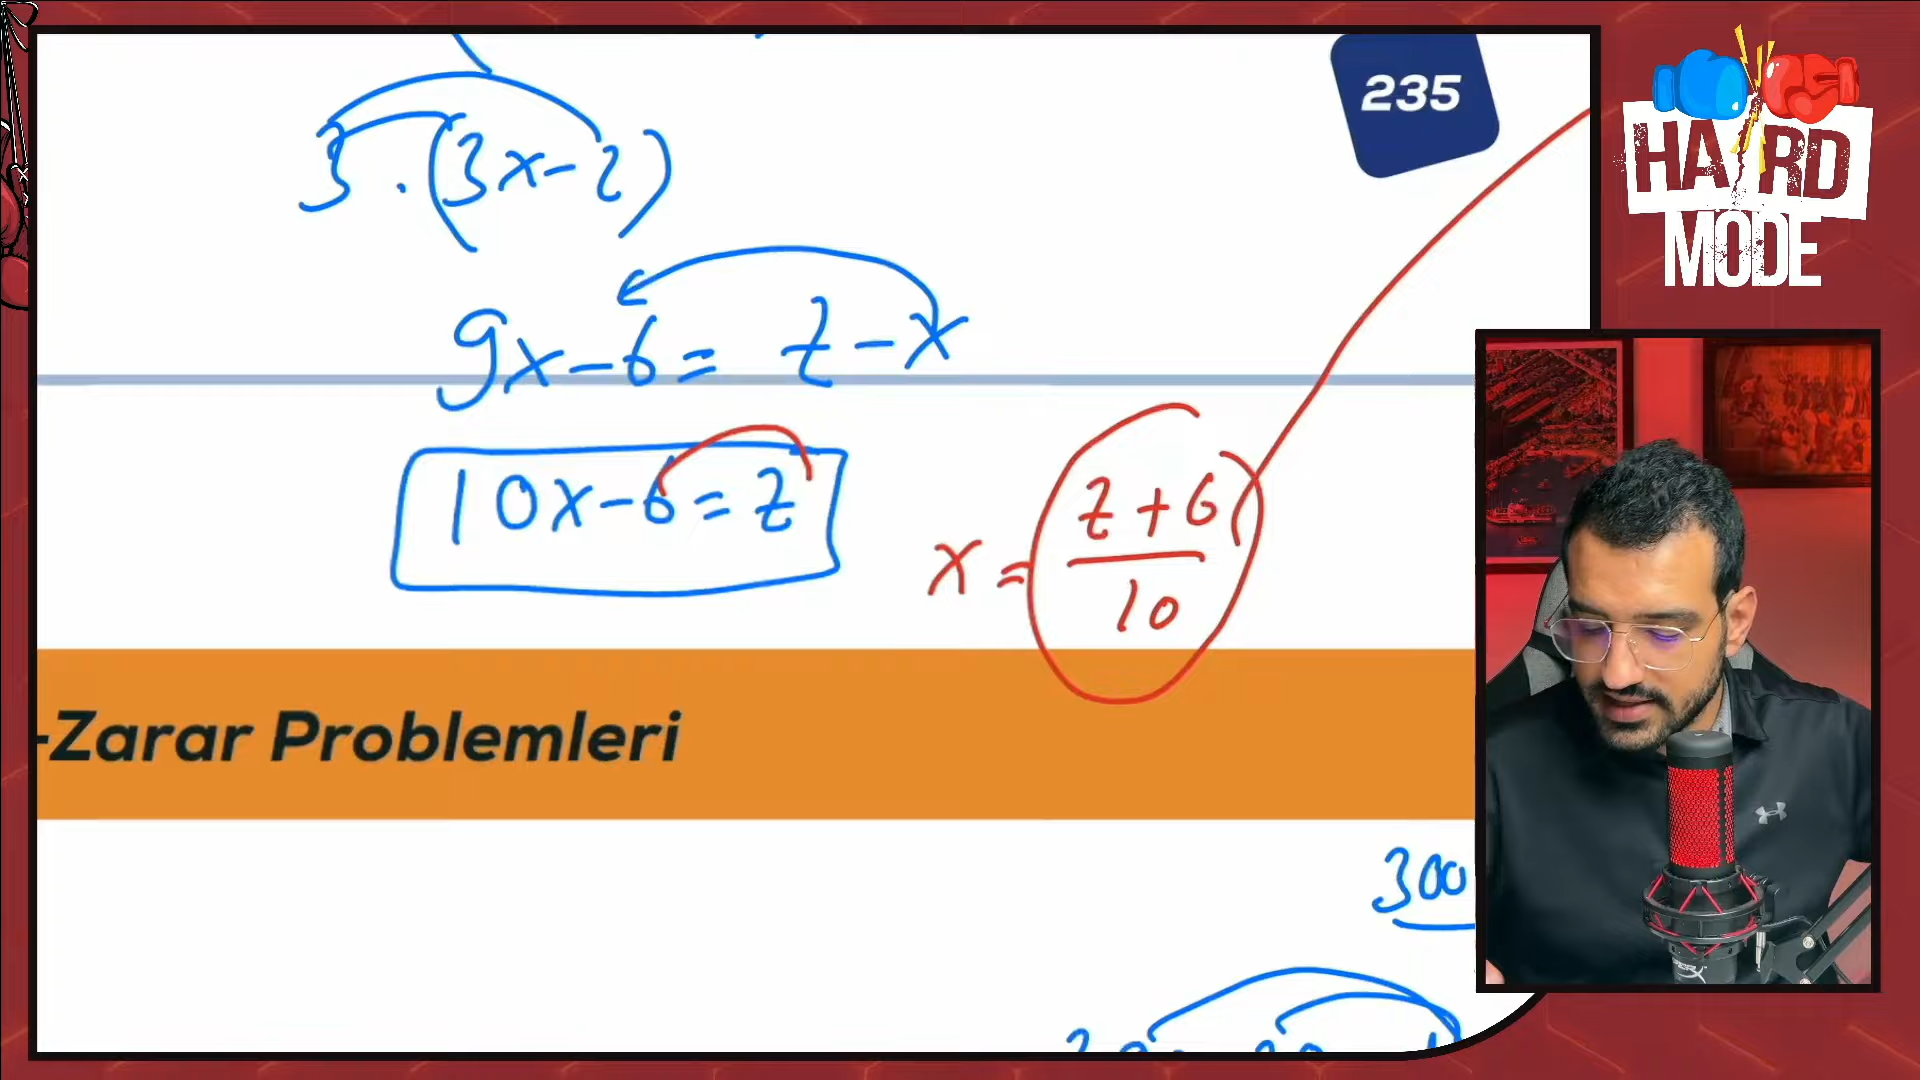 235
HARD
MODE
3 · (3x-2)
9x-6= z-x
10x-6=z
x = z+6
10
-Zarar Problemleri
300